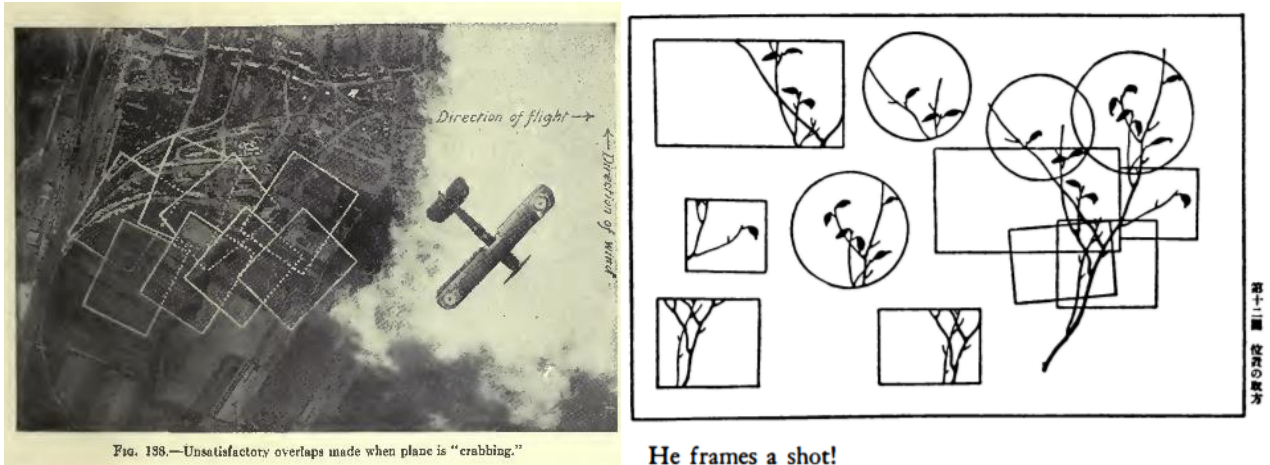 Direction of flight→
←Direction of wind
FIG. 188.—Unsatisfactory overlaps made when plane is "crabbing."
第十二圖 位置の取方
He frames a shot!